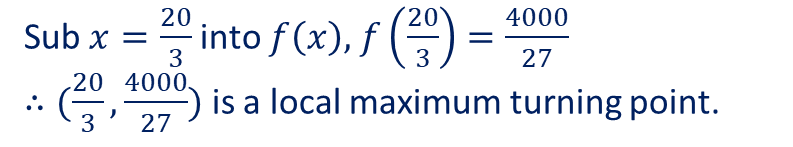 Sub x = 20/3 into f(x), f(20/3) = 4000/27
∴ (20/3, 4000/27) is a local maximum turning point.